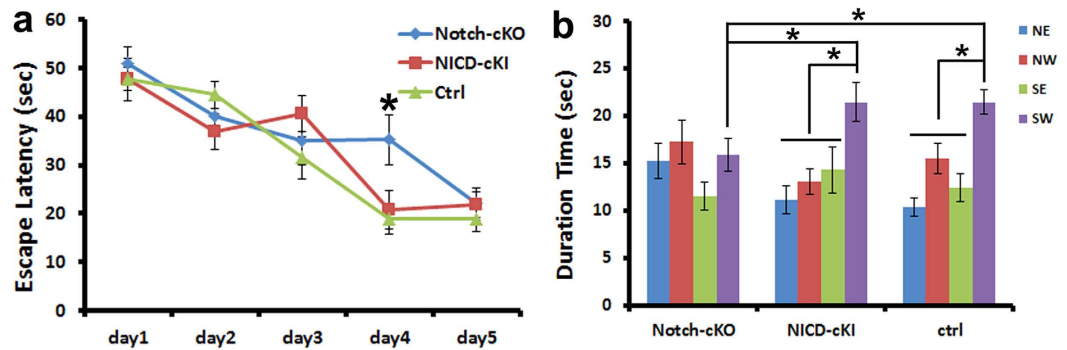 a
Escape Latency (sec)
60
50
40
30
20
10
0
day1 day2 day3 day4 day5
Notch-cKO
NICD-cKI
Ctrl
*
b
Duration Time (sec)
30
25
20
15
10
5
0
Notch-cKO NICD-cKI ctrl
*
*
*
*
NE
NW
SE
SW